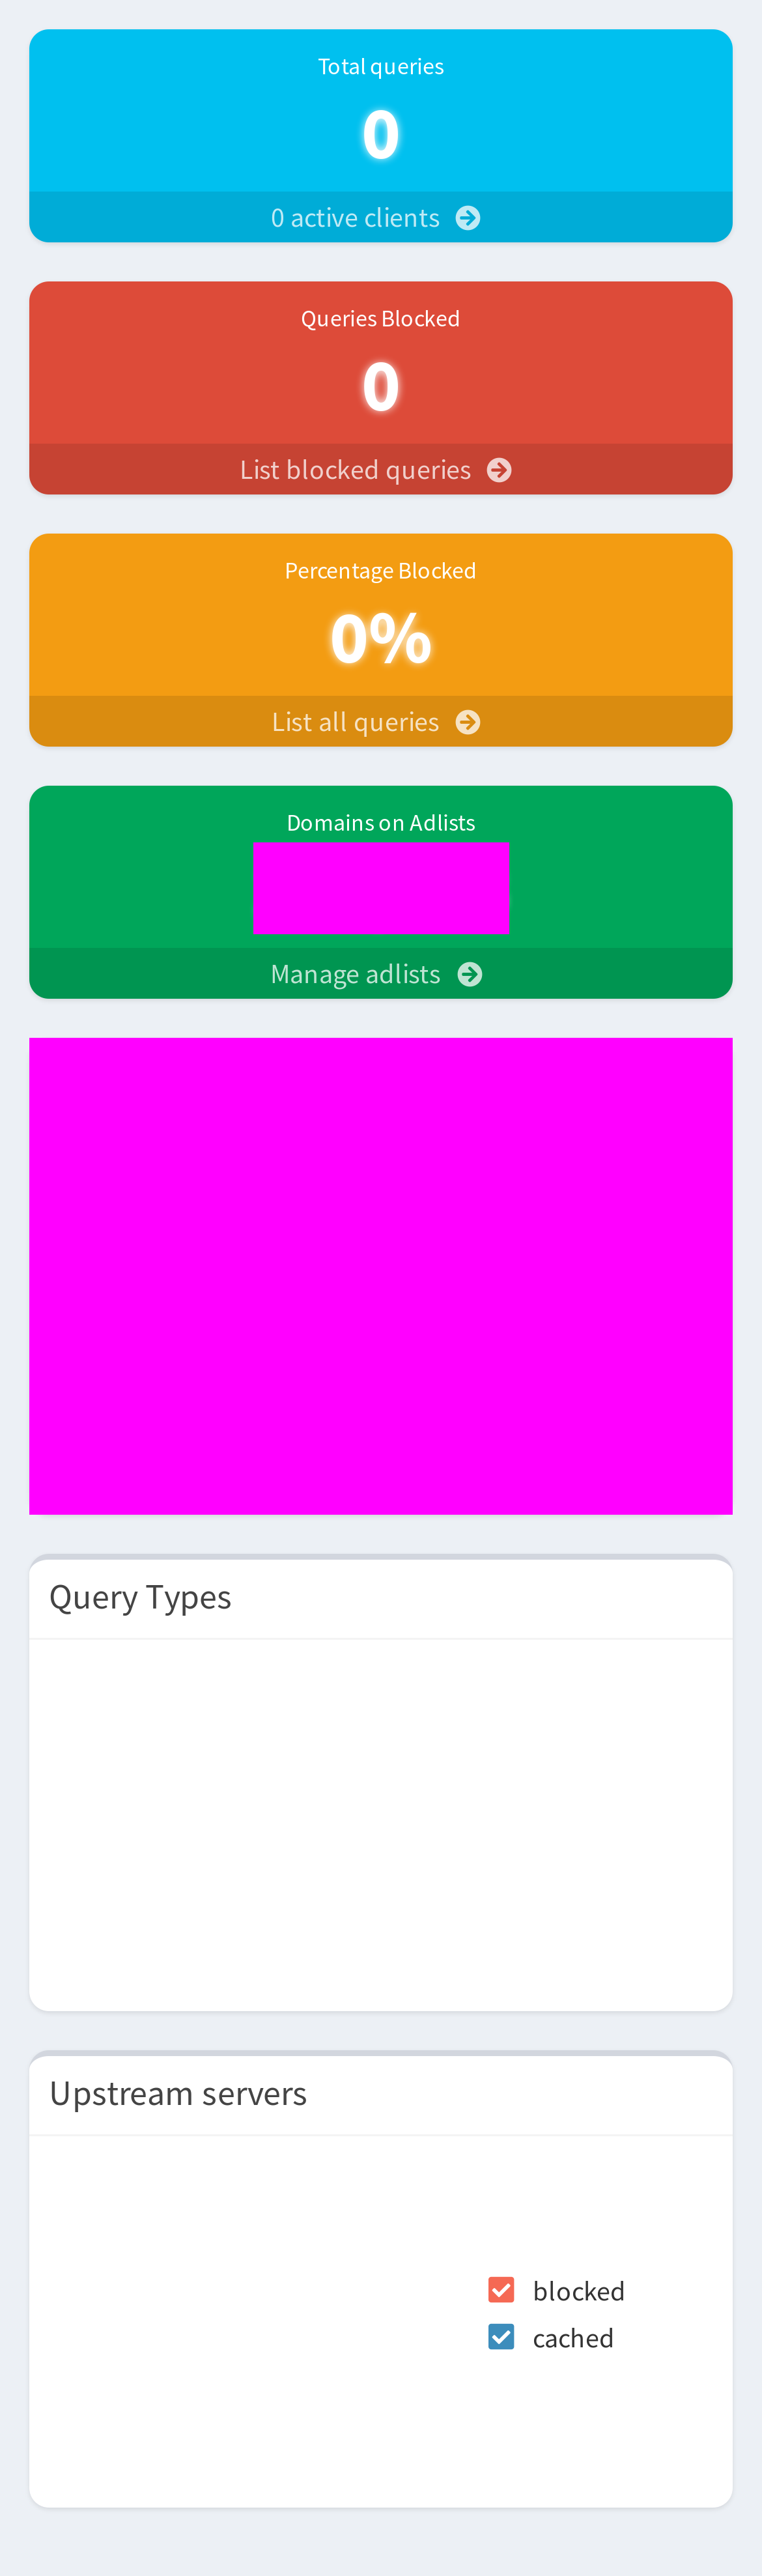 Total queries
0
0 active clients
Queries Blocked
0
List blocked queries
Percentage Blocked
0%
List all queries
Domains on Adlists
Manage adlists
Query Types
Upstream servers
blocked
cached